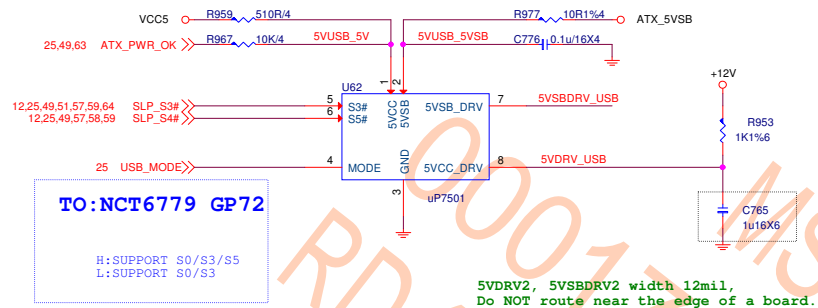 VCC5
R959
510R/4
R977
10R1%4
ATX_5VSB
25,49,63
ATX_PWR_OK
R967
10K/4
5VUSB_5V
5VUSB_5VSB
C776
0.1u/16X4
1
2
U62
+12V
12,25,49,51,57,59,64
SLP_S3#
5
S3#
5VCC
5VSB
5VSB_DRV
7
5VSBDRV_USB
12,25,49,57,58,59
SLP_S4#
6
S5#
R953
1K1%6
25
USB_MODE
4
MODE
GND
5VCC_DRV
8
5VDRV_USB
3
uP7501
TO:NCT6779 GP72
C765
1u16X6
H:SUPPORT S0/S3/S5
L:SUPPORT S0/S3
5VDRV2, 5VSBDRV2 width 12mil,
Do NOT route near the edge of a board.